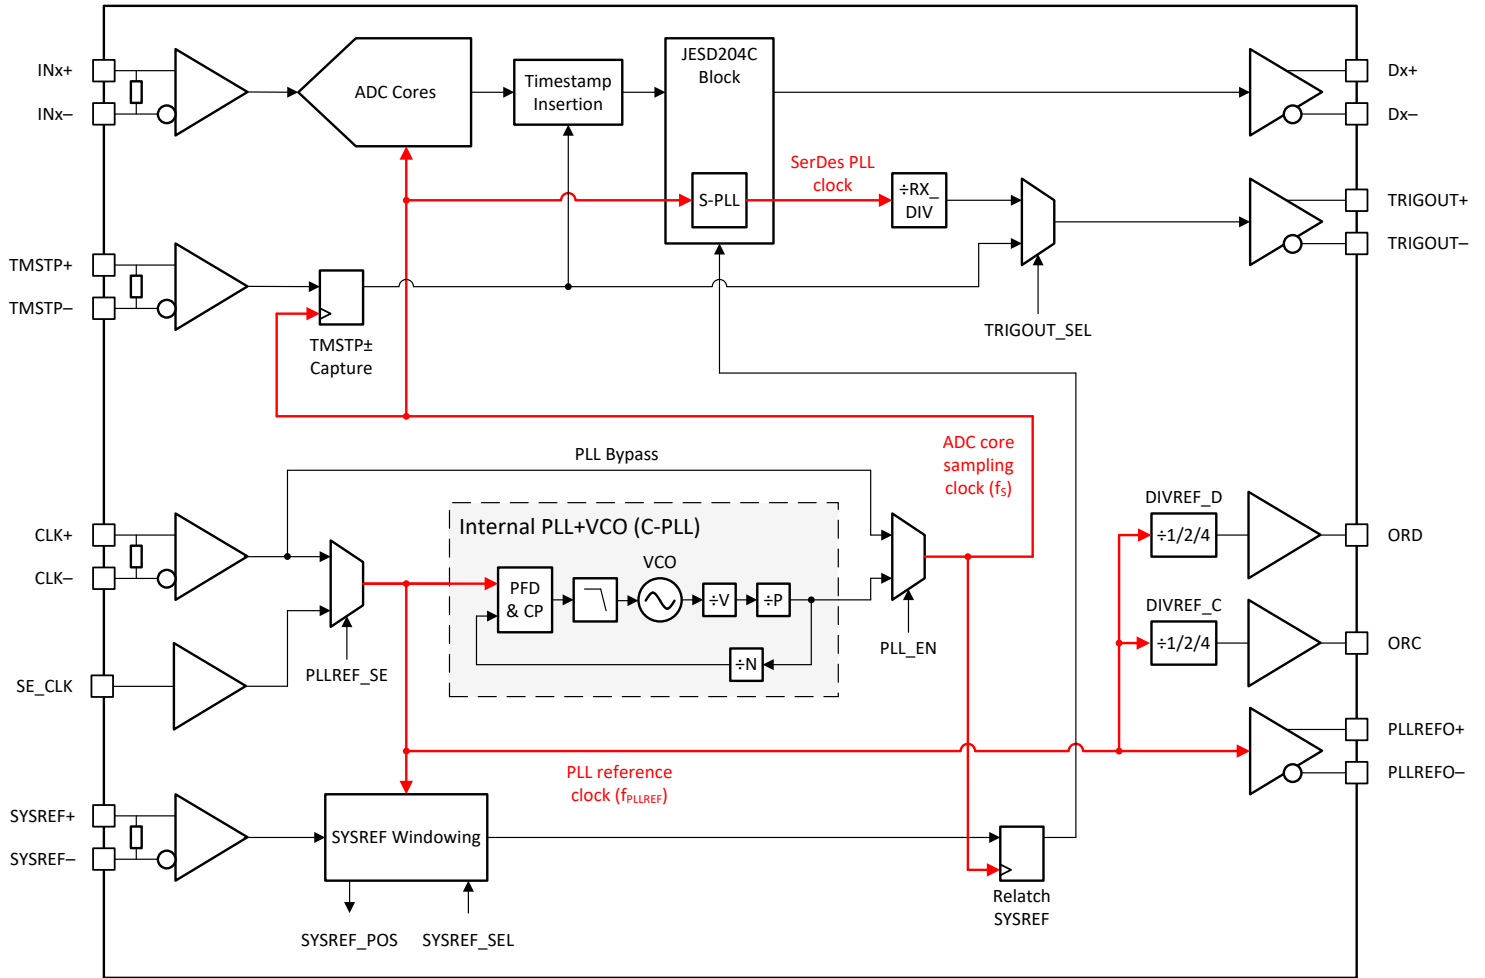 INx+
INx–
ADC Cores
Timestamp
Insertion
JESD204C
Block
S-PLL
SerDes PLL
clock
÷RX_
DIV
Dx+
Dx–
TRIGOUT+
TRIGOUT–
TMSTP+
TMSTP–
TMSTP±
Capture
TRIGOUT_SEL
ADC core
sampling
clock (fS)
PLL Bypass
CLK+
CLK–
SE_CLK
PLLREF_SE
Internal PLL+VCO (C-PLL)
PFD
& CP
VCO
÷V
÷P
÷N
PLL_EN
DIVREF_D
÷1/2/4
ORD
DIVREF_C
÷1/2/4
ORC
PLLREFO+
PLLREFO–
PLL reference
clock (fPLLREF)
SYSREF+
SYSREF–
SYSREF Windowing
SYSREF_POS
SYSREF_SEL
Relatch
SYSREF